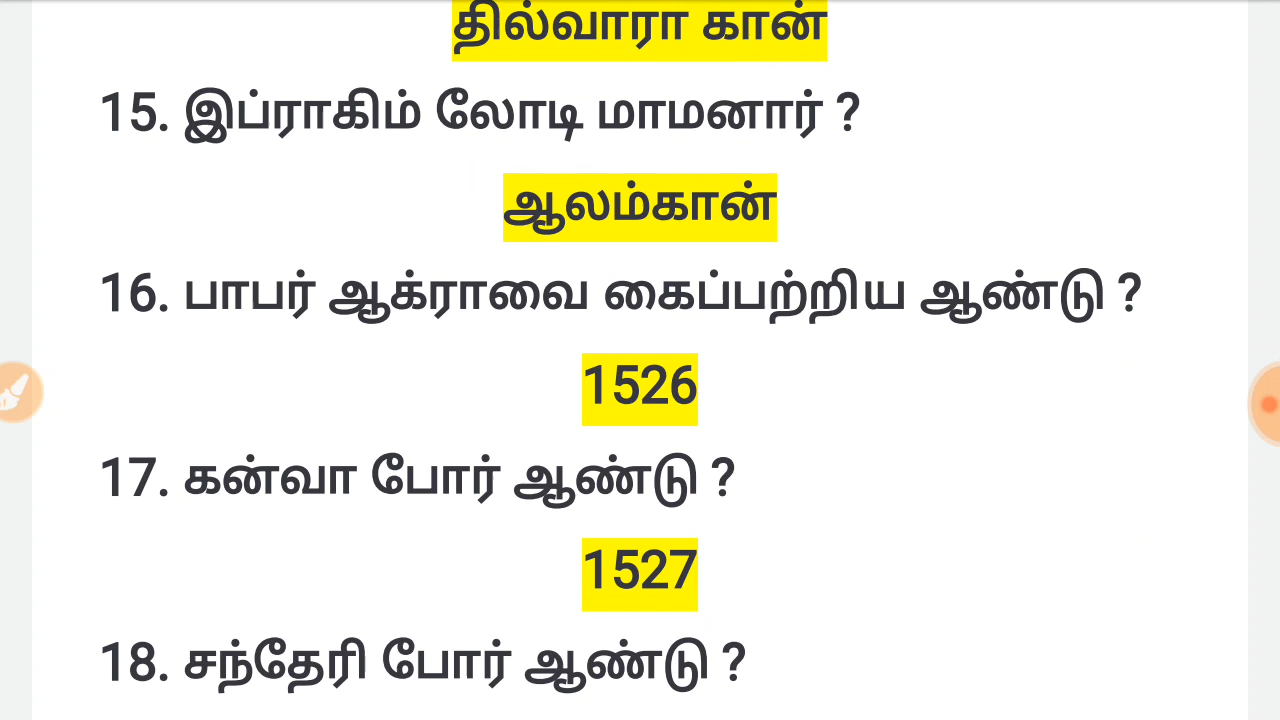 தில்வாரா கான்
15. இப்ராகிம் லோடி மாமனார் ?
ஆலம்கான்
16. பாபர் ஆக்ராவை கைப்பற்றிய ஆண்டு ?
1526
17. கன்வா போர் ஆண்டு ?
1527
18. சந்தேரி போர் ஆண்டு ?